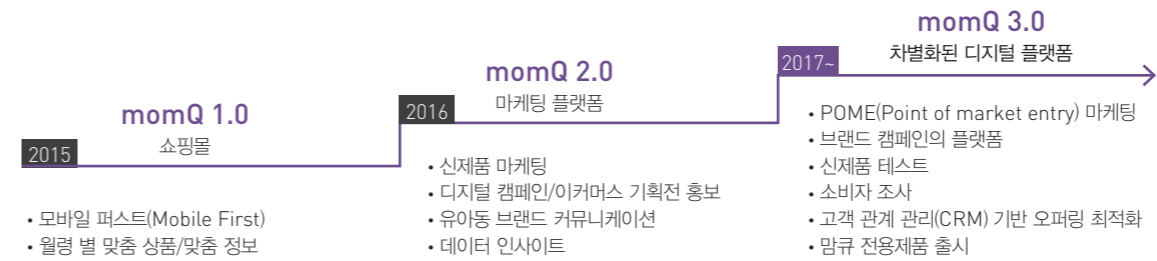 momQ 1.0
쇼핑몰
2015
• 모바일 퍼스트(Mobile First)
• 월령 별 맞춤 상품/맞춤 정보
momQ 2.0
마케팅 플랫폼
2016
• 신제품 마케팅
• 디지털 캠페인/이커머스 기획전 홍보
• 유아동 브랜드 커뮤니케이션
• 데이터 인사이트
momQ 3.0
차별화된 디지털 플랫폼
2017~
• POME(Point of market entry) 마케팅
• 브랜드 캠페인의 플랫폼
• 신제품 테스트
• 소비자 조사
• 고객 관계 관리(CRM) 기반 오퍼링 최적화
• 맘큐 전용제품 출시